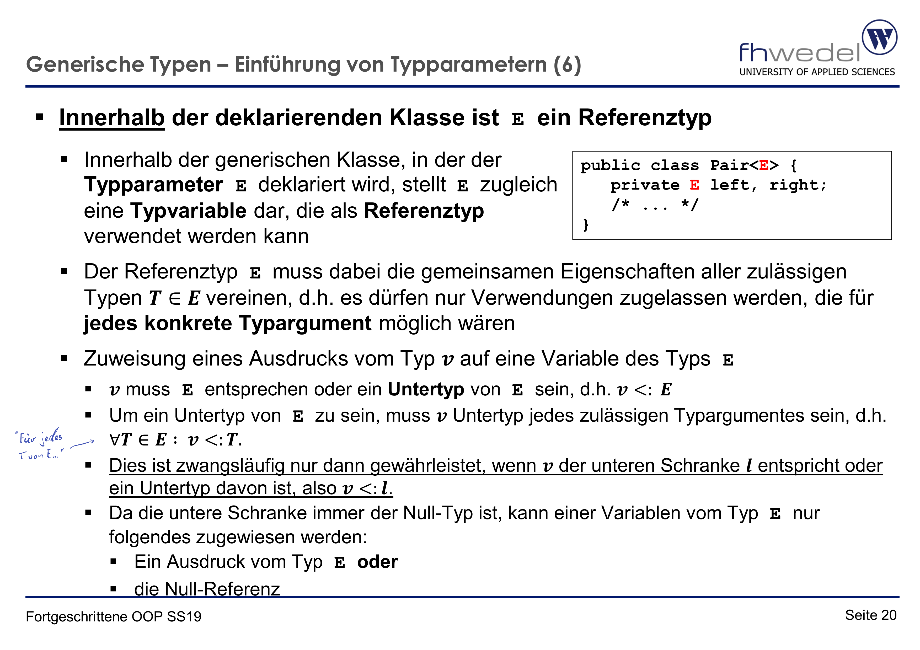 Generische Typen – Einführung von Typparametern (6)
fhwedel
UNIVERSITY OF APPLIED SCIENCES
W
▪ Innerhalb der deklarierenden Klasse ist E ein Referenztyp
▪ Innerhalb der generischen Klasse, in der der
Typparameter E deklariert wird, stellt E zugleich
eine Typvariable dar, die als Referenztyp
verwendet werden kann
public class Pair<E> {
private E left, right;
/* ... */
}
▪ Der Referenztyp E muss dabei die gemeinsamen Eigenschaften aller zulässigen
Typen T ∈ E vereinen, d.h. es dürfen nur Verwendungen zugelassen werden, die für
jedes konkrete Typargument möglich wären
▪ Zuweisung eines Ausdrucks vom Typ v auf eine Variable des Typs E
▪ v muss E entsprechen oder ein Untertyp von E sein, d.h. v <: E
▪ Um ein Untertyp von E zu sein, muss v Untertyp jedes zulässigen Typargumentes sein, d.h.
∀T ∈ E : v <: T.
"Für jedes
T von E..."
▪ Dies ist zwangsläufig nur dann gewährleistet, wenn v der unteren Schranke l entspricht oder
ein Untertyp davon ist, also v <: l.
▪ Da die untere Schranke immer der Null-Typ ist, kann einer Variablen vom Typ E nur
folgendes zugewiesen werden:
▪ Ein Ausdruck vom Typ E oder
▪ die Null-Referenz
Fortgeschrittene OOP SS19
Seite 20